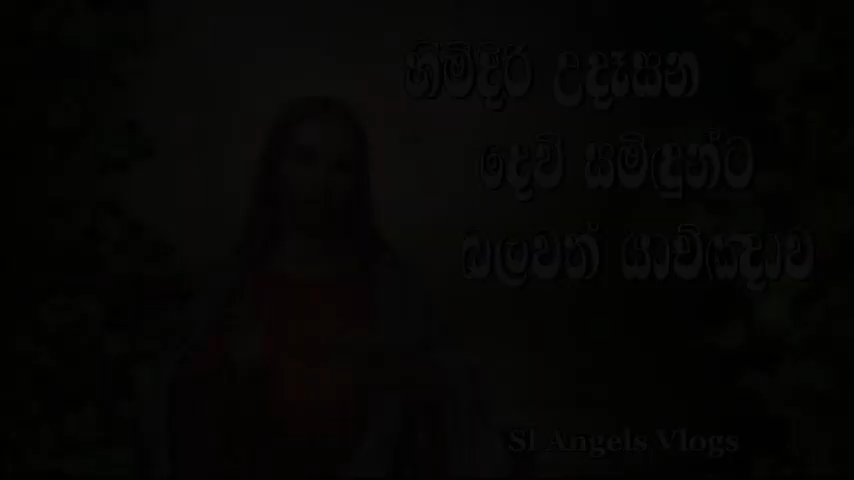 හිමිදිරි උදෑසන
දෙව් සමිඳුන්ට
බලවත් යාච්ඤාව
Sl Angels Vlogs